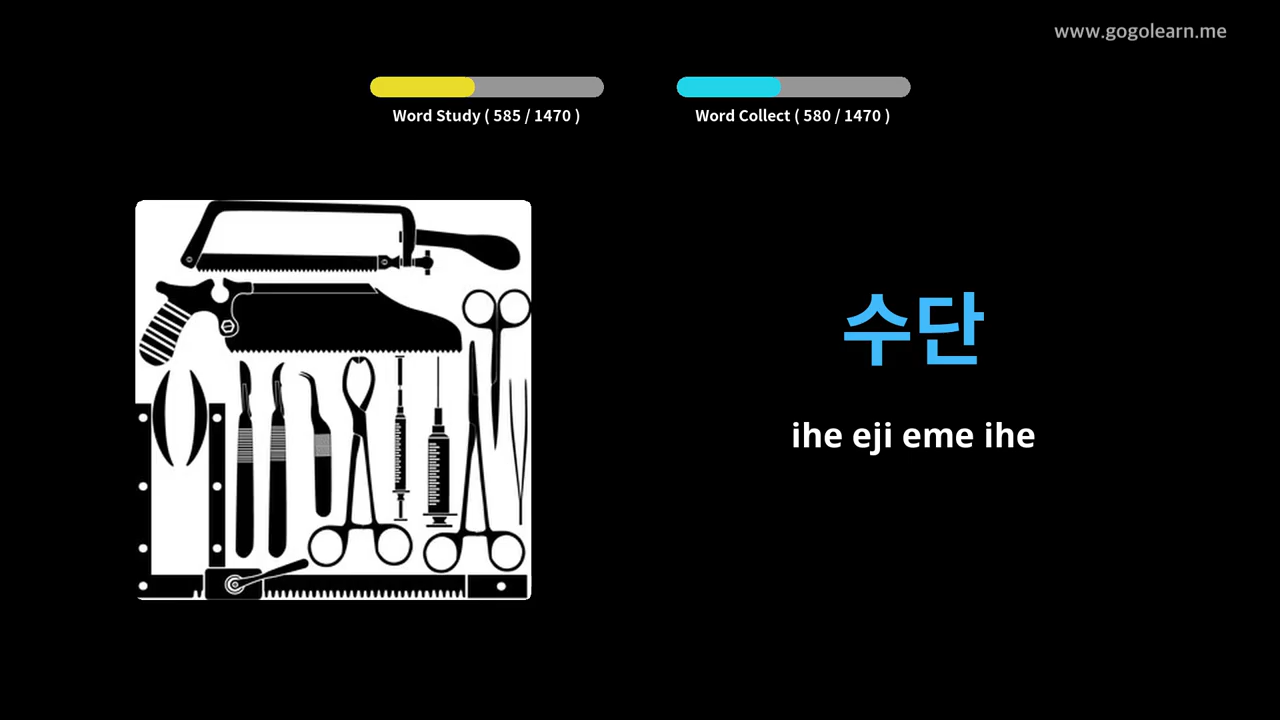 www.gogolearn.me
Word Study ( 585 / 1470 )
Word Collect ( 580 / 1470 )
수단
ihe eji eme ihe